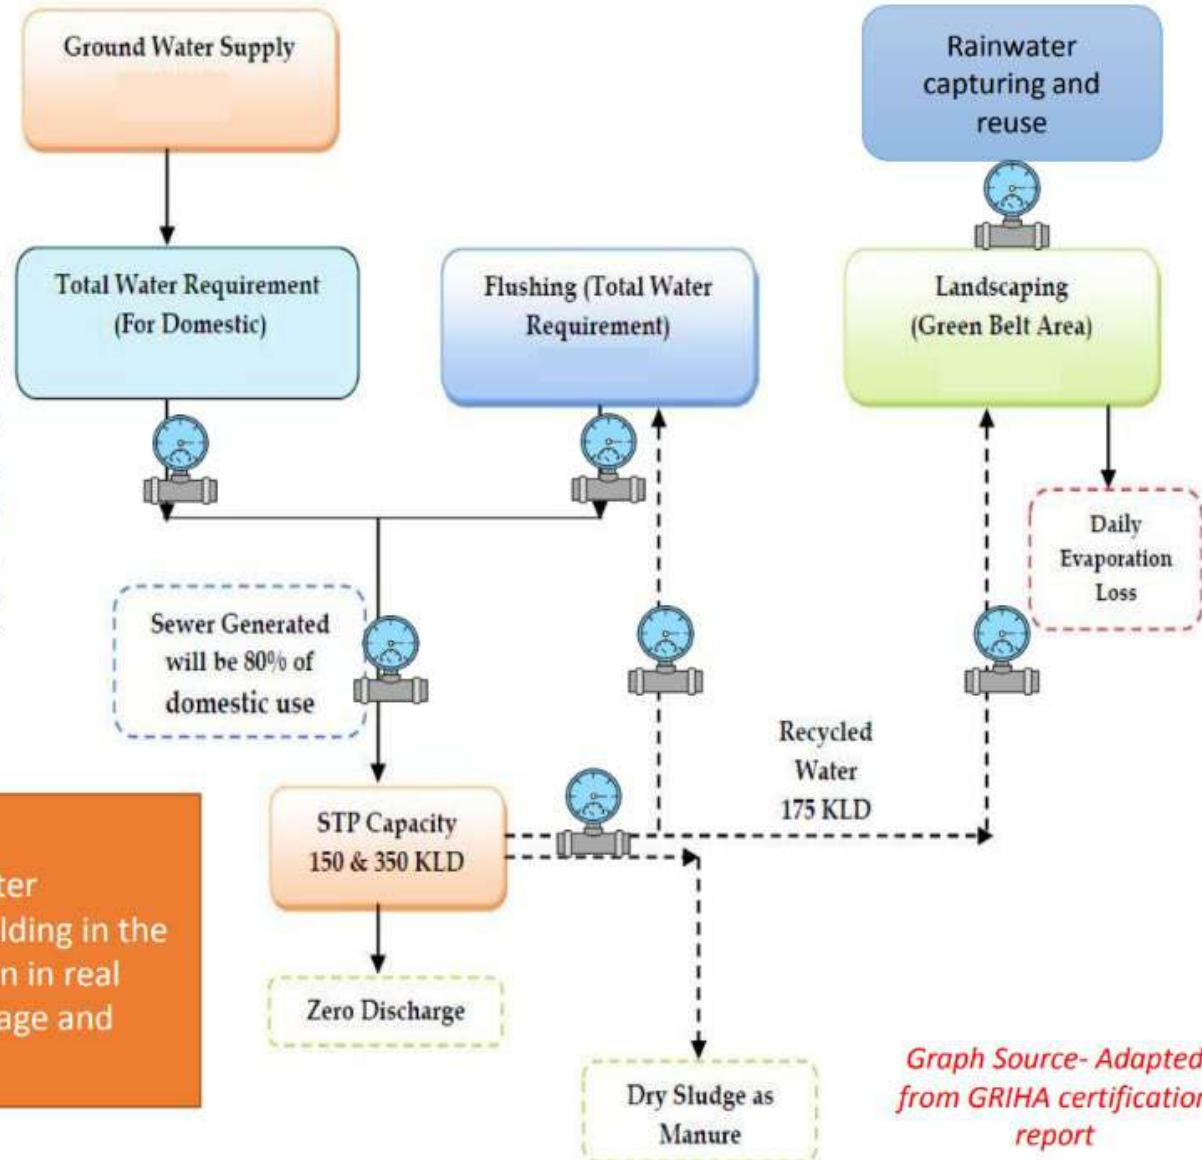 Ground Water Supply
Rainwater
capturing and
reuse
Total Water Requirement
(For Domestic)
Flushing (Total Water
Requirement)
Landscaping
(Green Belt Area)
Daily
Evaporation
Loss
Sewer Generated
will be 80% of
domestic use
Recycled
Water
175 KLD
STP Capacity
150 & 350 KLD
lding in the
n in real
age and
Zero Discharge
Dry Sludge as
Manure
Graph Source- Adapted
from GRIHA certification
report